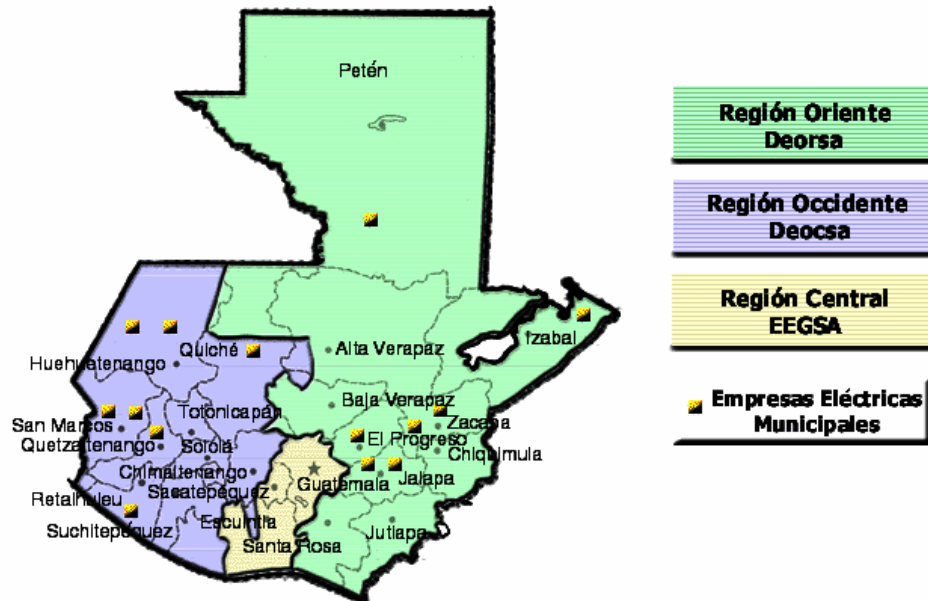 Petén
Región Oriente
Deorsa
Región Occidente
Deocsa
Región Central
EEGSA
Izabal
Quiché
Alta Verapaz
Huehuetenango
Baja Verapaz
Empresas Eléctricas
Municipales
Totonicapán
San Marcos
Zacapa
Quetzaltenango
Sololá
El Progreso
Chiquimula
Chimaltenango
Guatemala
Jalapa
Sacatepéquez
Retalhuleu
Escuintla
Suchitepéquez
Jutiapa
Santa Rosa